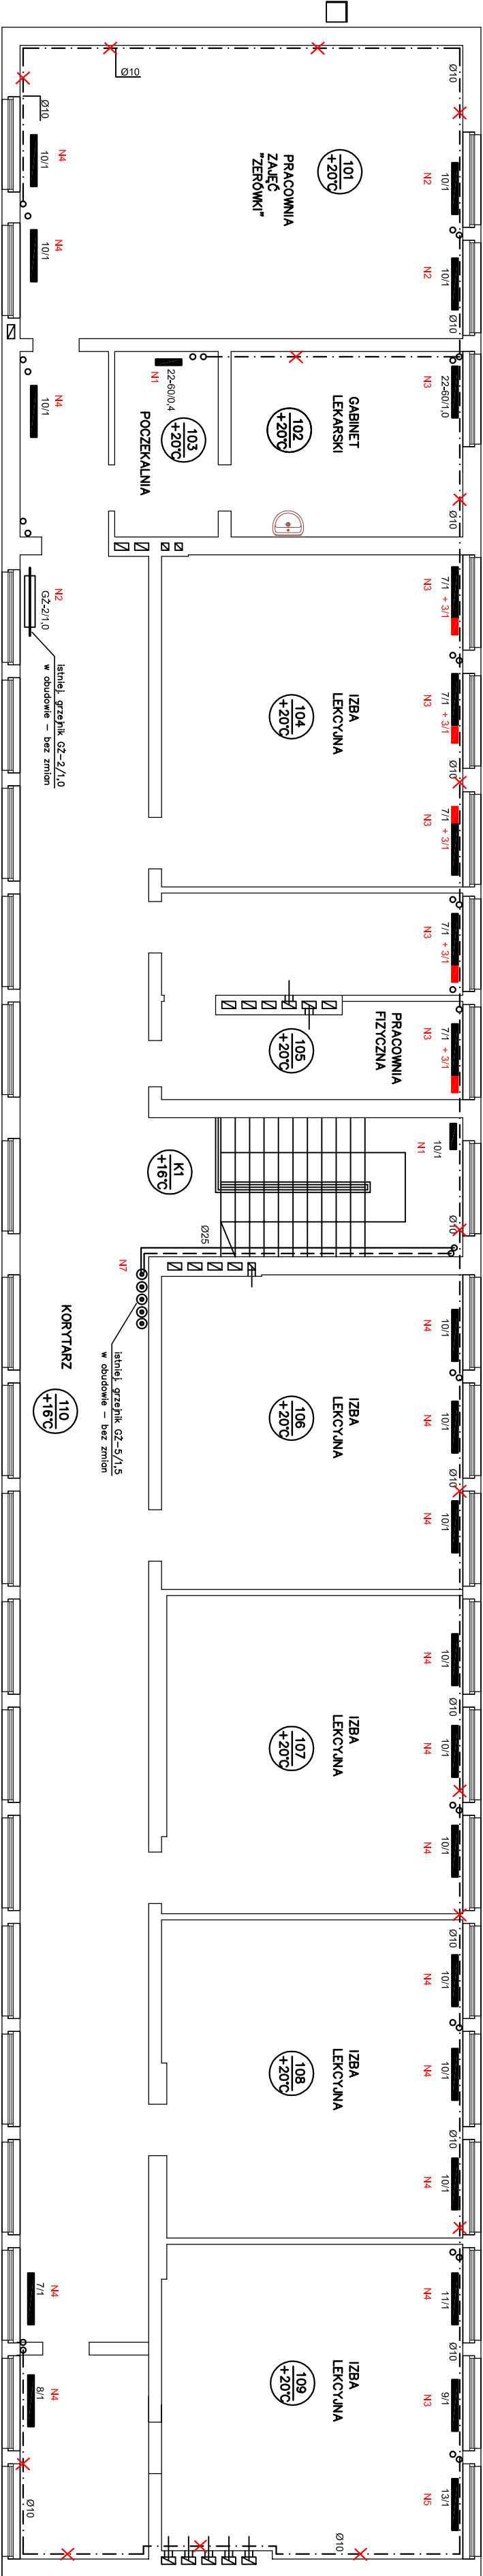 Ø10
Ø10
Ø10
10/1
N4
10/1
N2
101
+20°C
PRACOWNIA
ZAJĘĆ
"ZERÓWKI"
10/1
N4
10/1
N2
Ø10
10/1
N4
22-60/0,4
N1
103
+20°C
POCZEKALNIA
GABINET
LEKARSKI
102
+20°C
22-60/1,0
N3
Ø10
N2
GŻ-2/1,0
istniej. grzejnik GŻ-2/1,0
w obudowie – bez zmian
7/1 + 3/1
N3
7/1 + 3/1
N3
IZBA
LEKCYJNA
104
+20°C
Ø10
7/1 + 3/1
N3
7/1 + 3/1
N3
7/1 + 3/1
N3
PRACOWNIA
FIZYCZNA
105
+20°C
10/1
N1
K1
+16°C
Ø10
Ø25
N7
istniej. grzejnik GŻ-5/1,5
w obudowie – bez zmian
KORYTARZ
110
+16°C
10/1
N4
10/1
N4
IZBA
LEKCYJNA
106
+20°C
Ø10
10/1
N4
10/1
N4
Ø10
10/1
N4
IZBA
LEKCYJNA
107
+20°C
10/1
N4
Ø10
10/1
N4
10/1
N4
IZBA
LEKCYJNA
108
+20°C
Ø10
10/1
N4
11/1
N4
Ø10
9/1
N3
IZBA
LEKCYJNA
109
+20°C
13/1
N5
7/1
N4
8/1
N4
Ø10
Ø10